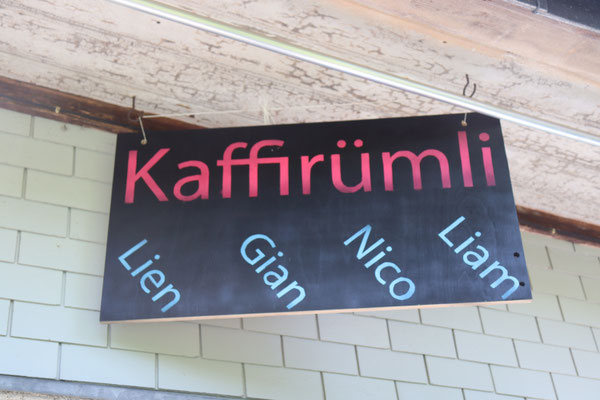 Kaffirümli
Lien
Gian
Nico
Liam